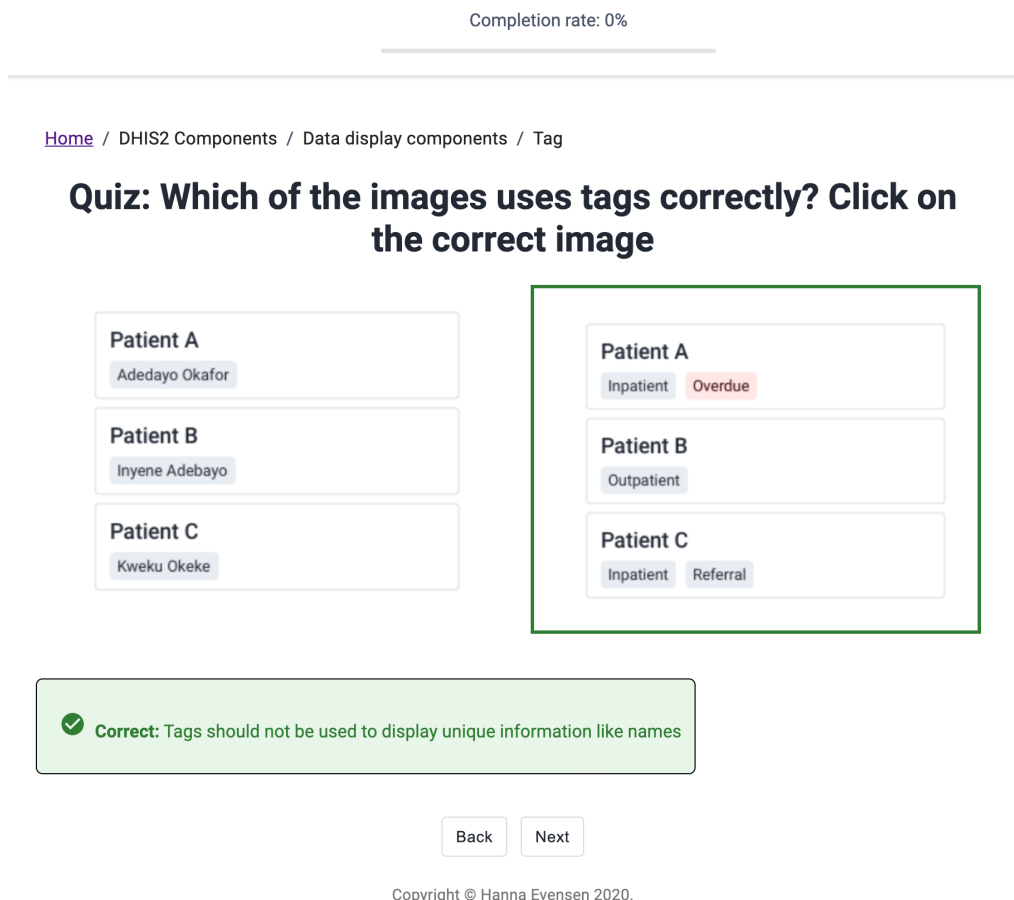 Completion rate: 0%
Home / DHIS2 Components / Data display components / Tag
Quiz: Which of the images uses tags correctly? Click on
the correct image
Patient A
Adedayo Okafor
Patient B
Inyene Adebayo
Patient C
Kweku Okeke
Patient A
Inpatient Overdue
Patient B
Outpatient
Patient C
Inpatient Referral
Correct: Tags should not be used to display unique information like names
Back Next
Copyright © Hanna Evensen 2020.